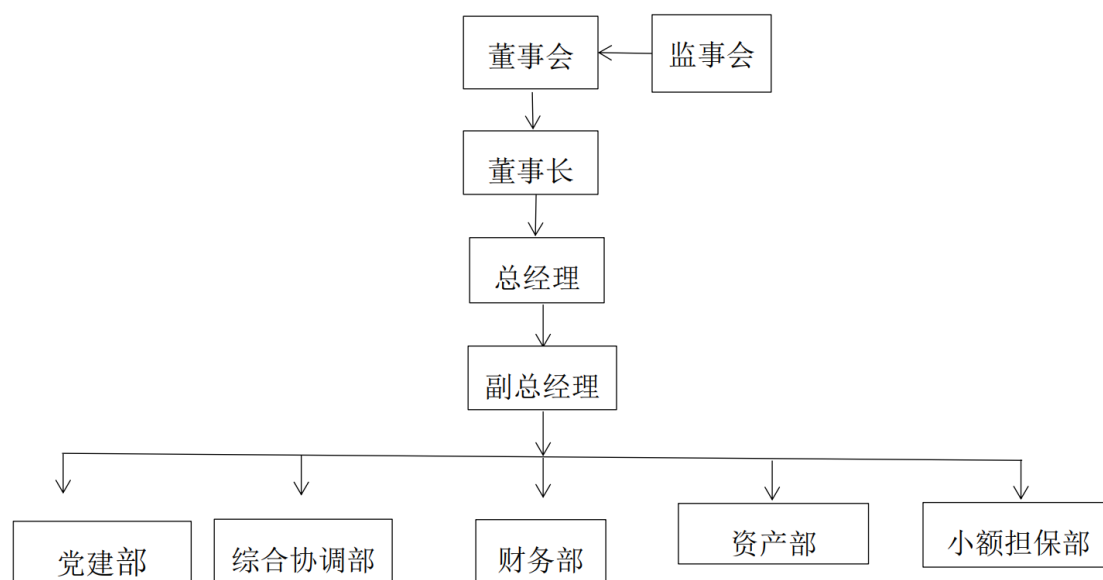 董事会
监事会
董事长
总经理
副总经理
党建部
综合协调部
财务部
资产部
小额担保部